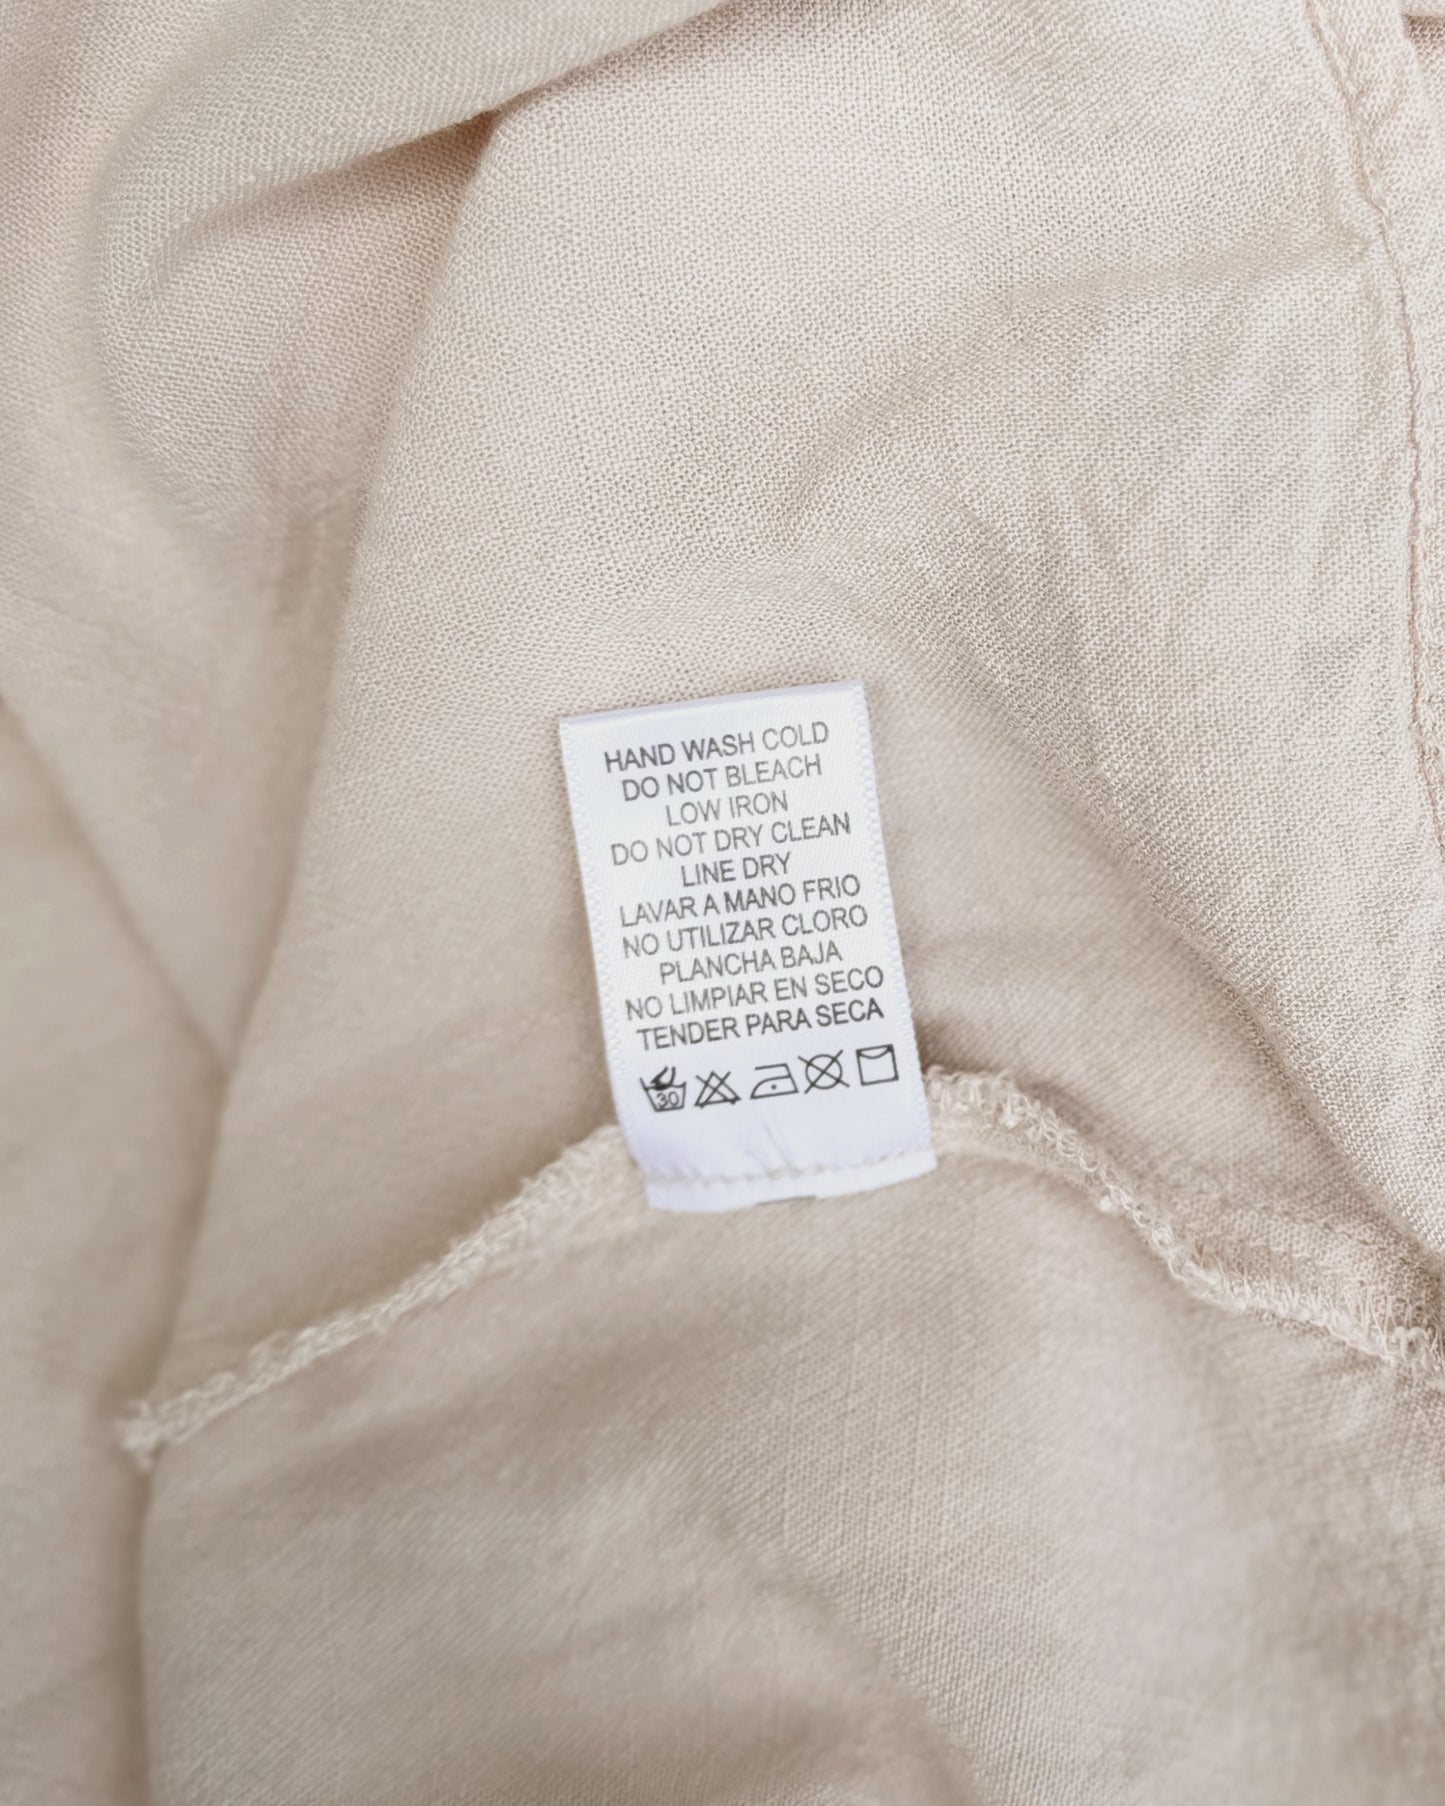 HAND WASH COLD
DO NOT BLEACH
LOW IRON
DO NOT DRY CLEAN
LINE DRY
LAVAR A MANO FRIO
NO UTILIZAR CLORO
PLANCHA BAJA
NO LIMPIAR EN SECO
TENDER PARA SECA
30